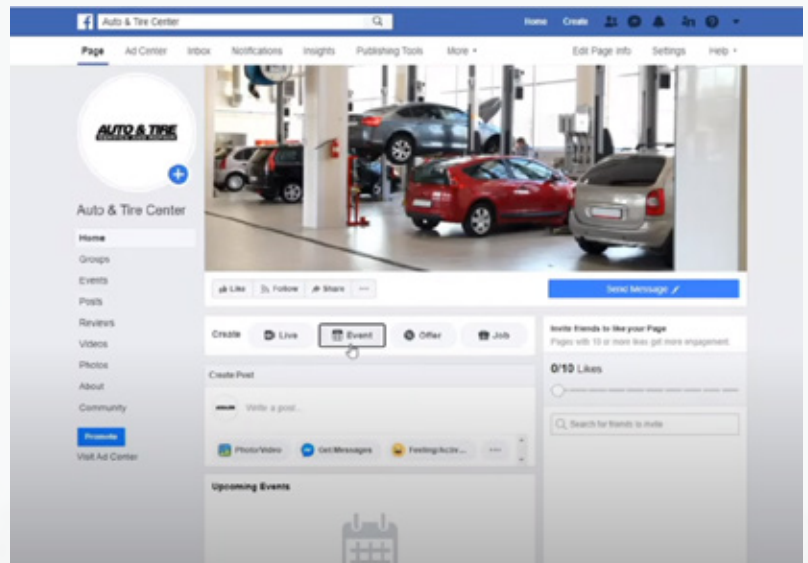 Auto & Tire Center
Home Create
Page Ad Center Inbox Notifications Insights Publishing Tools More Edit Page Info Settings Help
AUTO & TIRE
Auto & Tire Center
Home
Groups
Events
Posts
Reviews
Videos
Photos
About
Community
Promote
Visit Ad Center
Like Follow Share
Send Message
Create Live Event Offer Job
Create Post
Write a post...
Photo/Video Get Messages Feeling/Activ...
Upcoming Events
Invite friends to like your Page
Pages with 10 or more likes get more engagement.
0/10 Likes
Search for friends to invite